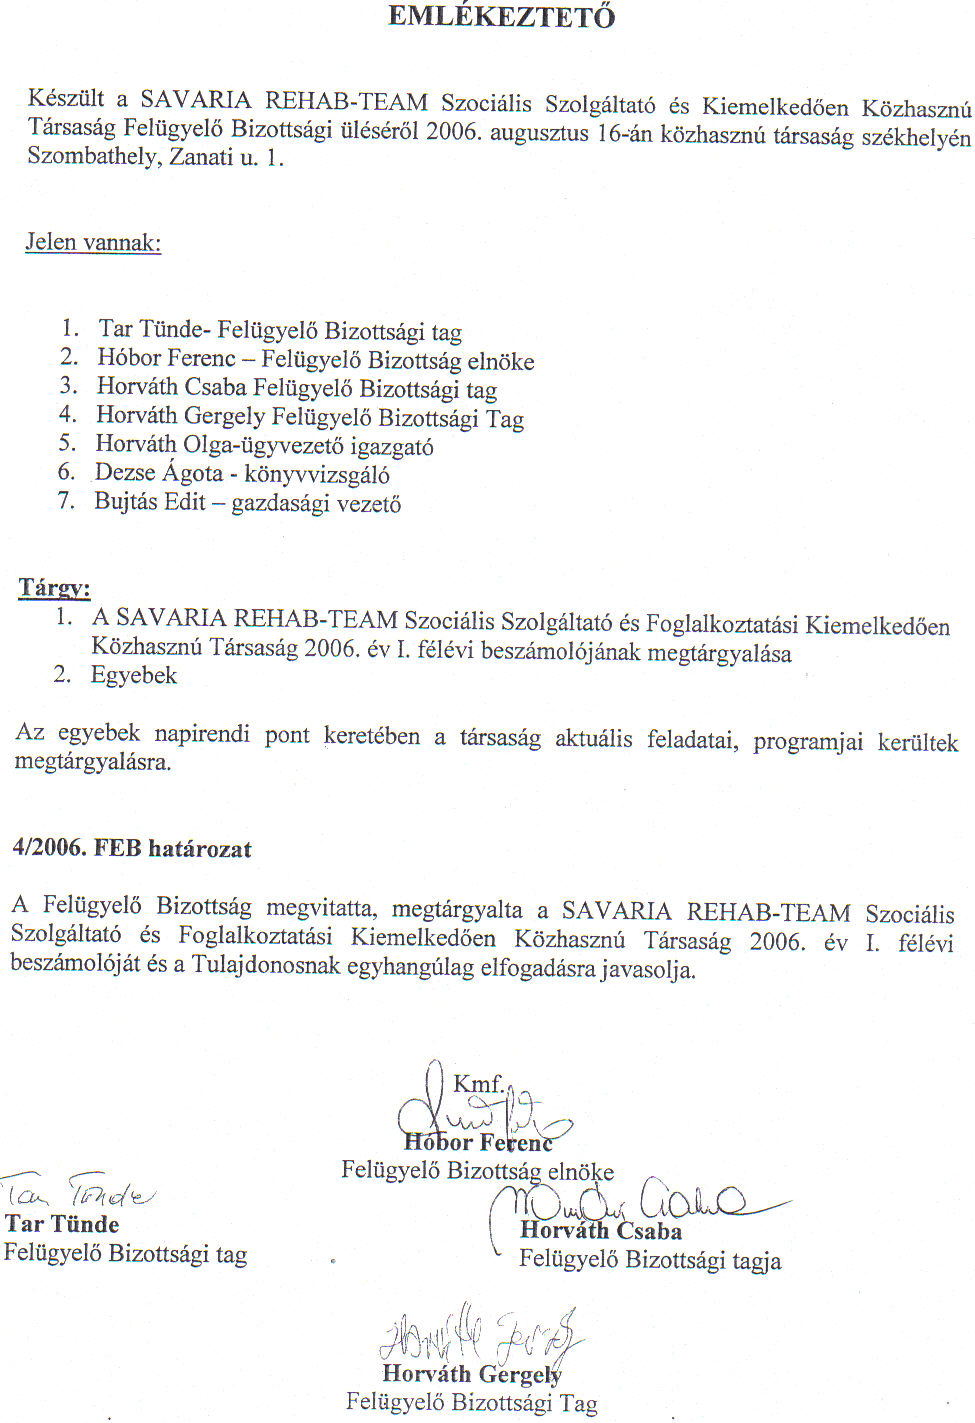 EMLÉKEZTETŐ
Készült a SAVARIA REHAB-TEAM Szociális Szolgáltató és Kiemelkedően Közhasznú
Társaság Felügyelő Bizottsági üléséről 2006. augusztus 16-án közhasznú társaság székhelyén
Szombathely, Zanati u. 1.
Jelen vannak:
1. Tar Tünde- Felügyelő Bizottsági tag
2. Hóbor Ferenc – Felügyelő Bizottság elnöke
3. Horváth Csaba Felügyelő Bizottsági tag
4. Horváth Gergely Felügyelő Bizottsági Tag
5. Horváth Olga-ügyvezető igazgató
6. Dezse Ágota - könyvvizsgáló
7. Bujtás Edit – gazdasági vezető
Tárgy:
1. A SAVARIA REHAB-TEAM Szociális Szolgáltató és Foglalkoztatási Kiemelkedően
Közhasznú Társaság 2006. év I. félévi beszámolójának megtárgyalása
2. Egyebek
Az egyebek napirendi pont keretében a társaság aktuális feladatai, programjai kerültek
megtárgyalásra.
4/2006. FEB határozat
A Felügyelő Bizottság megvitatta, megtárgyalta a SAVARIA REHAB-TEAM Szociális
Szolgáltató és Foglalkoztatási Kiemelkedően Közhasznú Társaság 2006. év I. félévi
beszámolóját és a Tulajdonosnak egyhangúlag elfogadásra javasolja.
Kmf.
Hóbor Ferenc
Felügyelő Bizottság elnöke
Tar Tünde
Tar Tünde
Felügyelő Bizottsági tag
Horváth Csaba
Felügyelő Bizottsági tagja
Horváth Gergely
Felügyelő Bizottsági Tag